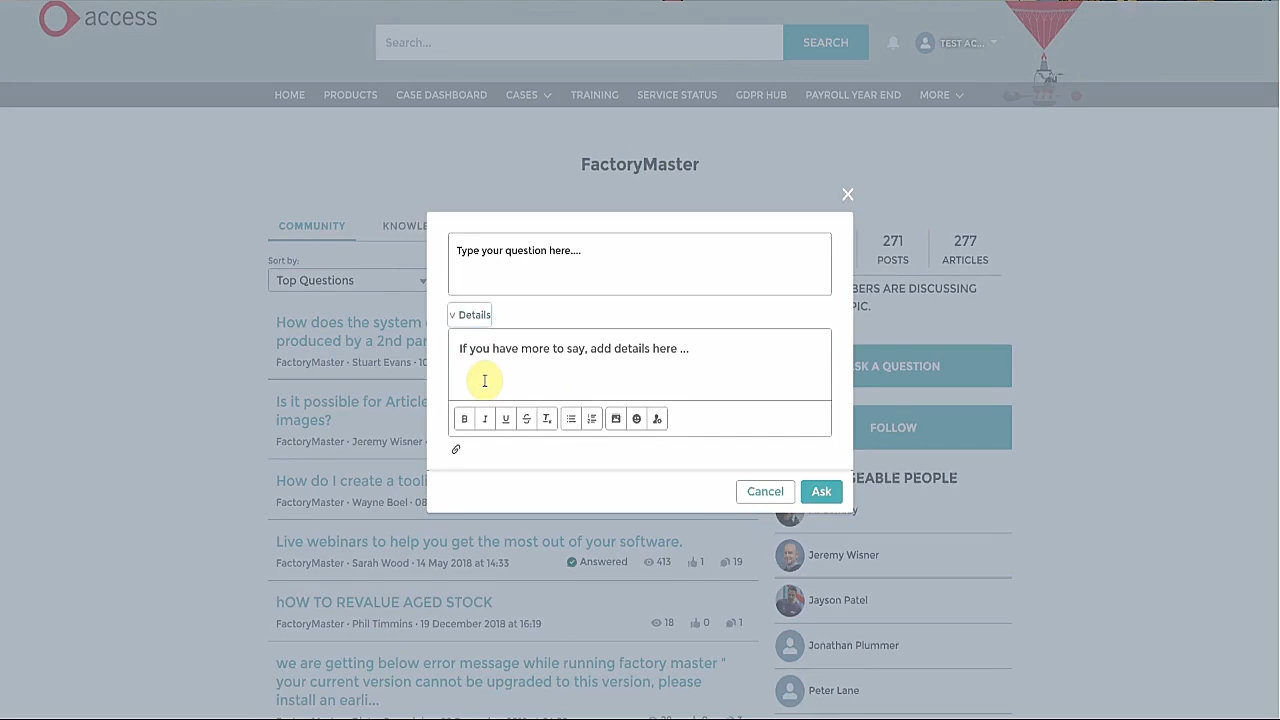 access
Search...
SEARCH
TEST AC...
HOME
PRODUCTS
CASE DASHBOARD
CASES
TRAINING
SERVICE STATUS
GDPR HUB
PAYROLL YEAR END
MORE
FactoryMaster
COMMUNITY
KNOWL
271
POSTS
277
ARTICLES
Sort by:
Top Questions
BERS ARE DISCUSSING
PIC.
How does the system
produced by a 2nd par
FactoryMaster • Stuart Evans • 10
Is it possible for Article
images?
FactoryMaster • Jeremy Wisner
How do I create a tooli
FactoryMaster • Wayne Boel • 08
Live webinars to help you get the most out of your software.
FactoryMaster • Sarah Wood • 14 May 2018 at 14:33
Answered
413
1
19
hOW TO REVALUE AGED STOCK
FactoryMaster • Phil Timmins • 19 December 2018 at 16:19
18
0
1
we are getting below error message while running factory master "
your current version cannot be upgraded to this version, please
install an earli...
Type your question here....
v Details
If you have more to say, add details here ...
B
I
U
S
Tx
Cancel
Ask
SK A QUESTION
FOLLOW
EABLE PEOPLE
Jeremy Wisner
Jayson Patel
Jonathan Plummer
Peter Lane